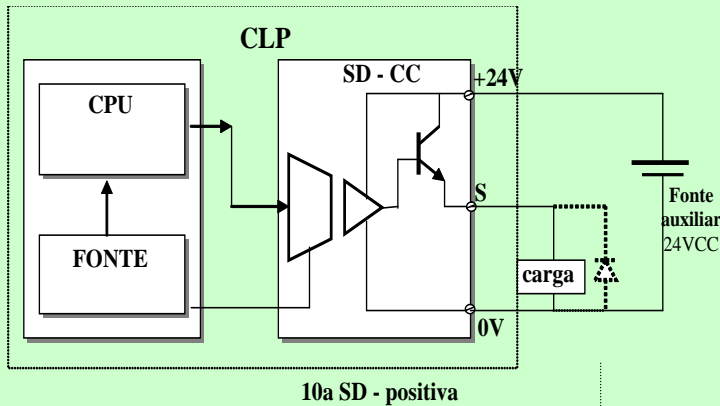 CLP
SD - CC
+24V
CPU
S
Fonte
auxiliar
24VCC
FONTE
carga
0V
10a SD - positiva